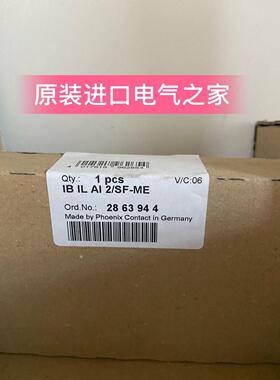 原装进口电气之家
Qty.: 1 pcs V/C:06
IB IL AI 2/SF-ME
Ord.No.: 28 63 94 4
Made by Phoenix Contact in Germany